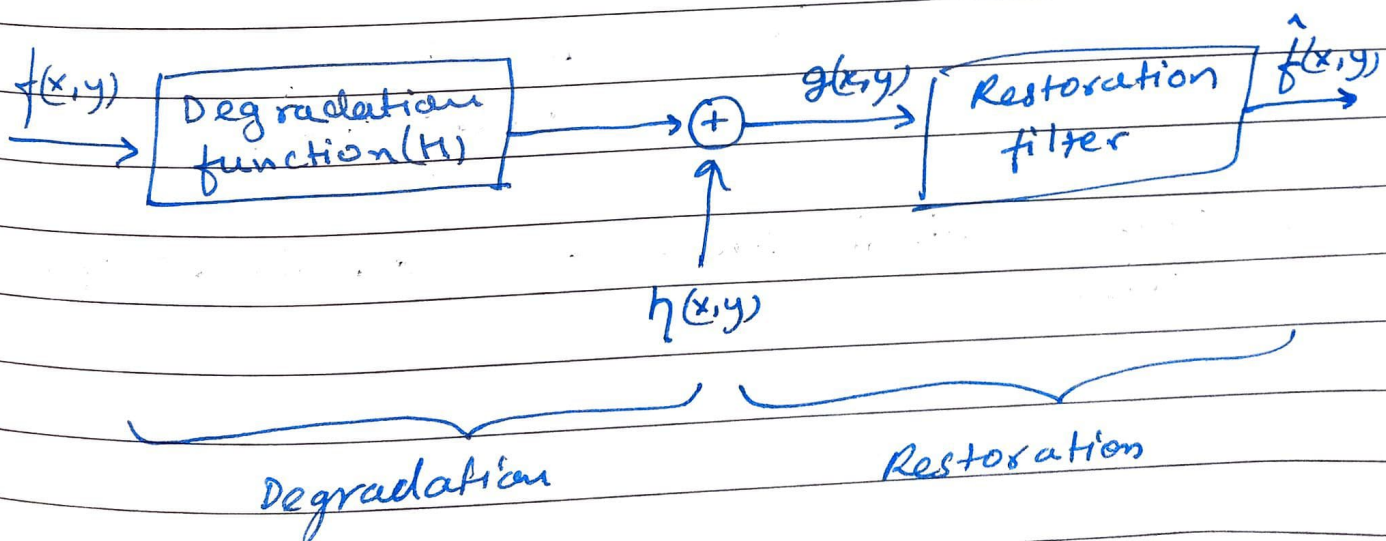 f(x,y)
Degradation
function(H)
+
g(x,y)
Restoration
filter
f̂(x,y)
η(x,y)
Degradation
Restoration